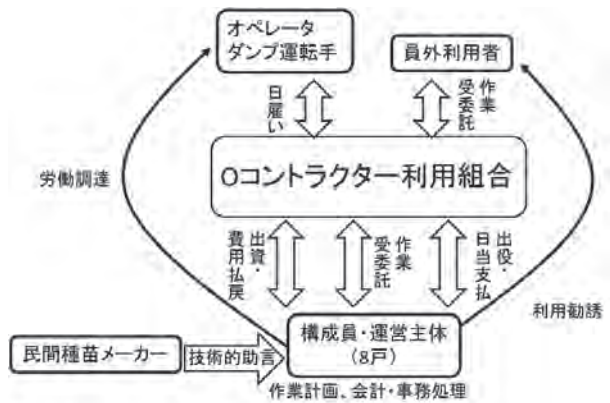 オペレータ
ダンプ運転手
員外利用者
日雇い
作業
受委託
労働調達
Oコントラクター利用組合
出資・
費用払戻
作業
受委託
出役・
日当支払
利用勧誘
民間種苗メーカー
技術的助言
構成員・運営主体
(8戸)
作業計画、会計・事務処理